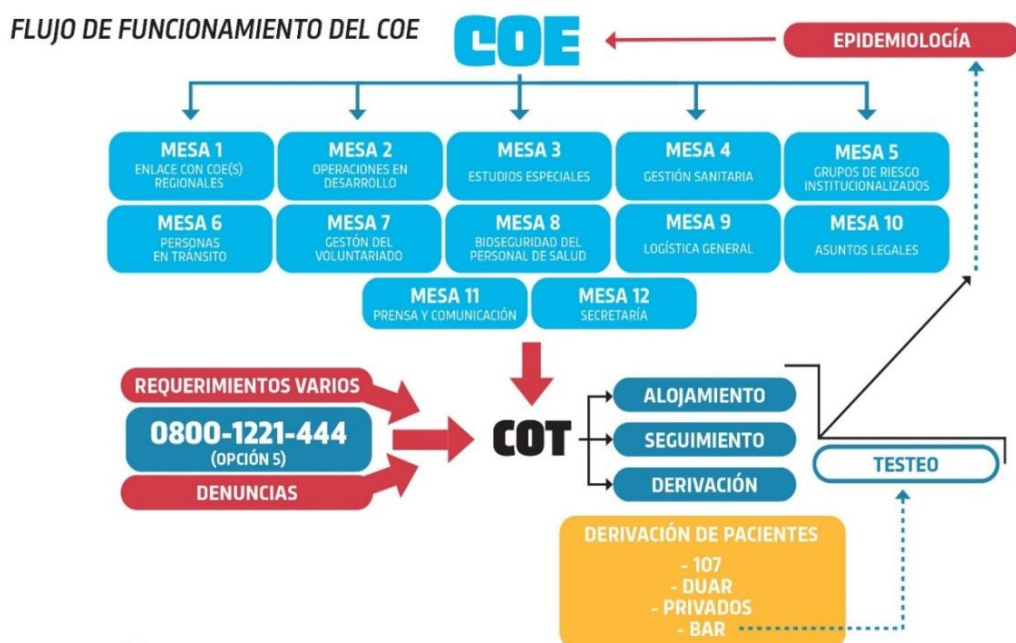 FLUJO DE FUNCIONAMIENTO DEL COE
COE
EPIDEMIOLOGÍA
MESA 1
ENLACE CON COE(S)
REGIONALES
MESA 2
OPERACIONES EN
DESARROLLO
MESA 3
ESTUDIOS ESPECIALES
MESA 4
GESTIÓN SANITARIA
MESA 5
GRUPOS DE RIESGO
INSTITUCIONALIZADOS
MESA 6
PERSONAS
EN TRÁNSITO
MESA 7
GESTÓN DEL
VOLUNTARIADO
MESA 8
BIOSEGURIDAD DEL
PERSONAL DE SALUD
MESA 9
LOGÍSTICA GENERAL
MESA 10
ASUNTOS LEGALES
MESA 11
PRENSA Y COMUNICACIÓN
MESA 12
SECRETARÍA
REQUERIMIENTOS VARIOS
0800-1221-444
(OPCIÓN 5)
DENUNCIAS
COT
ALOJAMIENTO
SEGUIMIENTO
DERIVACIÓN
TESTEO
DERIVACIÓN DE PACIENTES
- 107
- DUAR
- PRIVADOS
- BAR